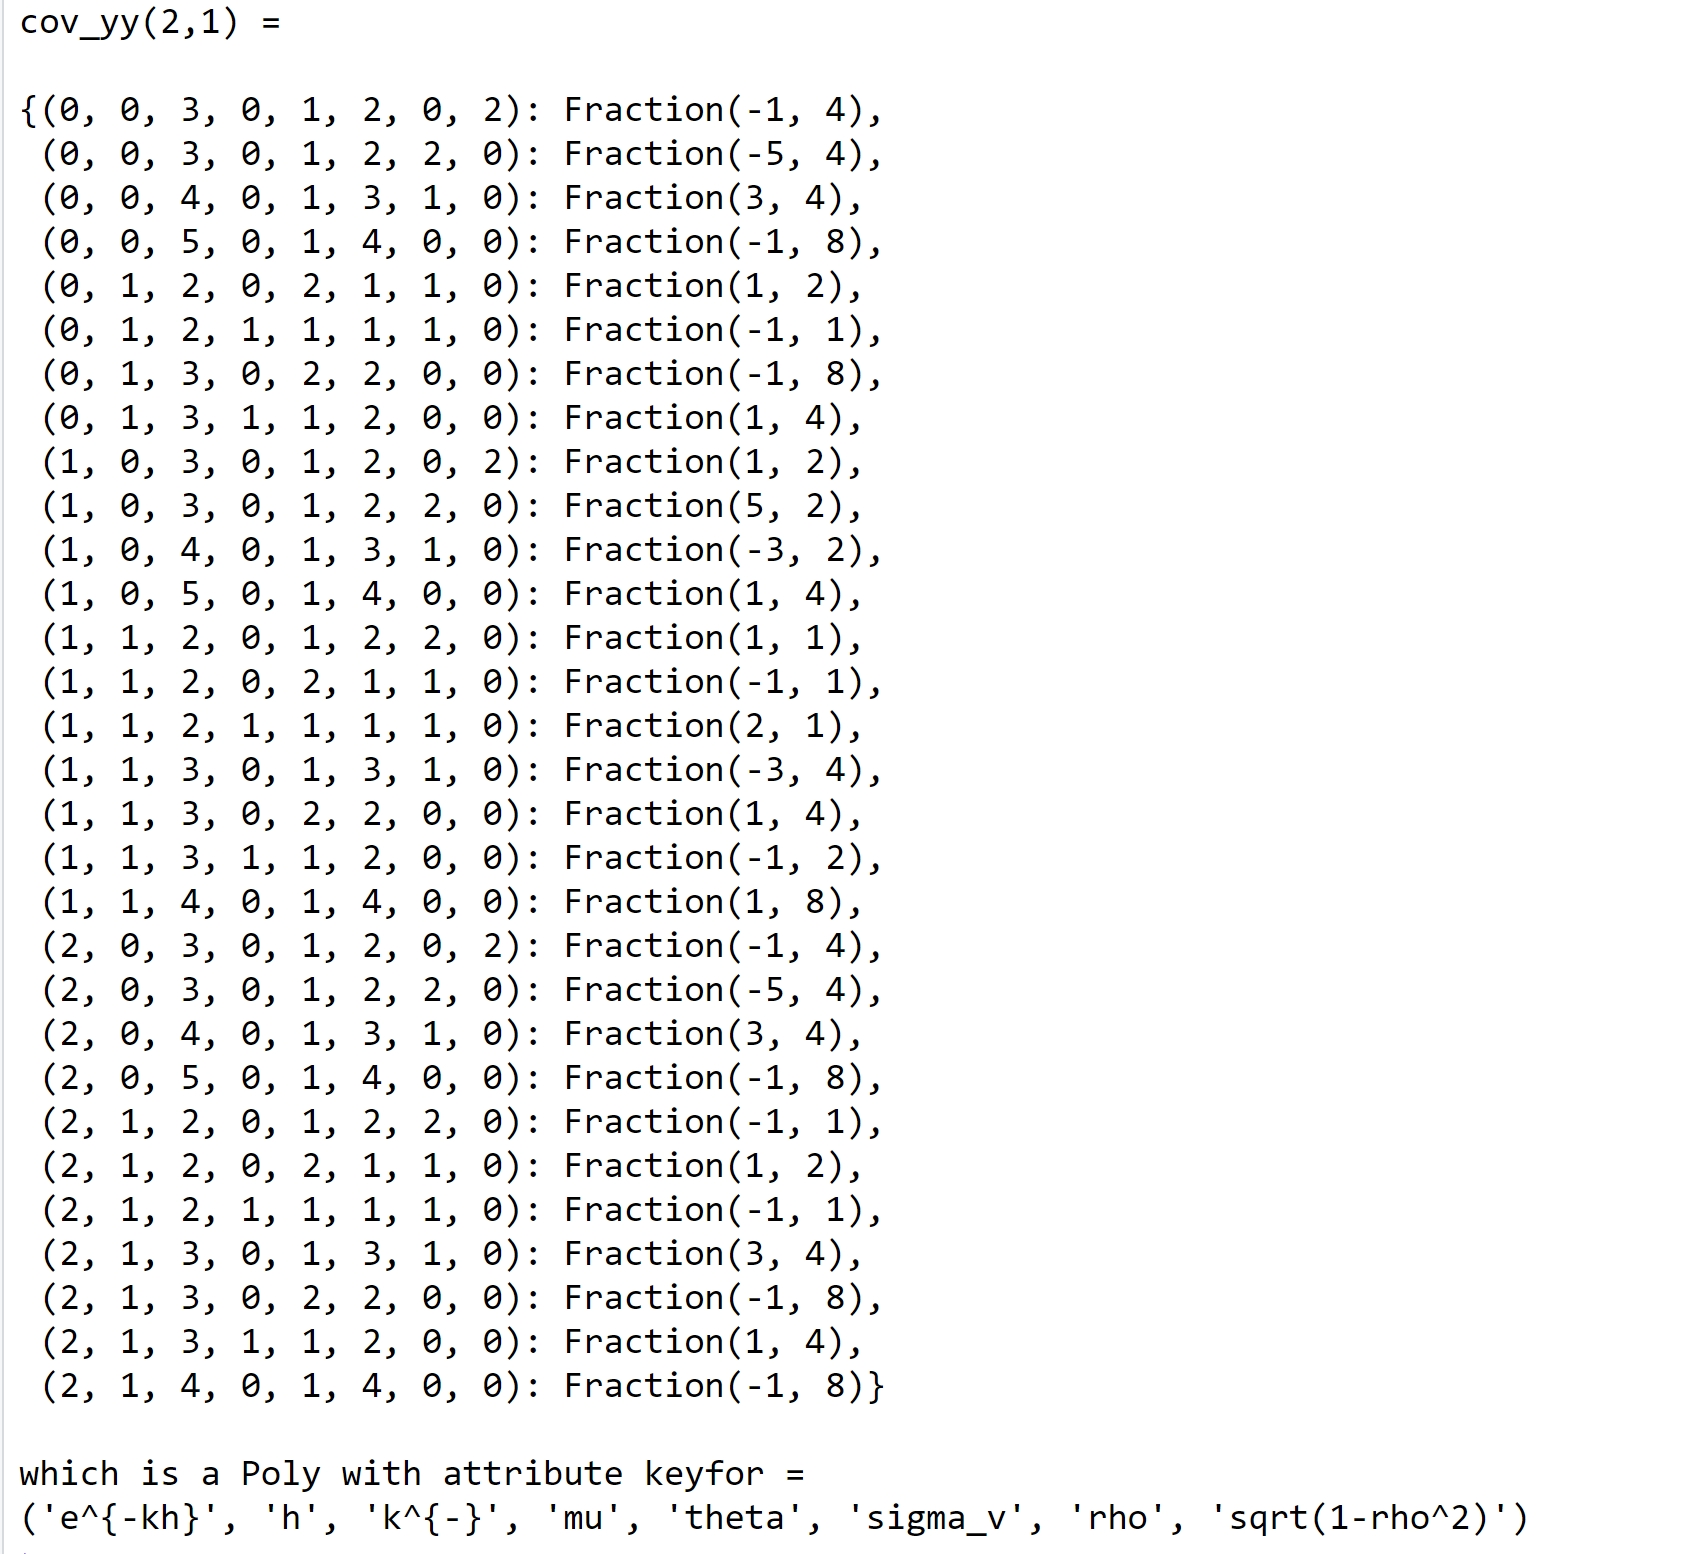 cov_yy(2,1) =
{(0, 0, 3, 0, 1, 2, 0, 2): Fraction(-1, 4),
(0, 0, 3, 0, 1, 2, 2, 0): Fraction(-5, 4),
(0, 0, 4, 0, 1, 3, 1, 0): Fraction(3, 4),
(0, 0, 5, 0, 1, 4, 0, 0): Fraction(-1, 8),
(0, 1, 2, 0, 2, 1, 1, 0): Fraction(1, 2),
(0, 1, 2, 1, 1, 1, 1, 0): Fraction(-1, 1),
(0, 1, 3, 0, 2, 2, 0, 0): Fraction(-1, 8),
(0, 1, 3, 1, 1, 2, 0, 0): Fraction(1, 4),
(1, 0, 3, 0, 1, 2, 0, 2): Fraction(1, 2),
(1, 0, 3, 0, 1, 2, 2, 0): Fraction(5, 2),
(1, 0, 4, 0, 1, 3, 1, 0): Fraction(-3, 2),
(1, 0, 5, 0, 1, 4, 0, 0): Fraction(1, 4),
(1, 1, 2, 0, 1, 2, 2, 0): Fraction(1, 1),
(1, 1, 2, 0, 2, 1, 1, 0): Fraction(-1, 1),
(1, 1, 2, 1, 1, 1, 1, 0): Fraction(2, 1),
(1, 1, 3, 0, 1, 3, 1, 0): Fraction(-3, 4),
(1, 1, 3, 0, 2, 2, 0, 0): Fraction(1, 4),
(1, 1, 3, 1, 1, 2, 0, 0): Fraction(-1, 2),
(1, 1, 4, 0, 1, 4, 0, 0): Fraction(1, 8),
(2, 0, 3, 0, 1, 2, 0, 2): Fraction(-1, 4),
(2, 0, 3, 0, 1, 2, 2, 0): Fraction(-5, 4),
(2, 0, 4, 0, 1, 3, 1, 0): Fraction(3, 4),
(2, 0, 5, 0, 1, 4, 0, 0): Fraction(-1, 8),
(2, 1, 2, 0, 1, 2, 2, 0): Fraction(-1, 1),
(2, 1, 2, 0, 2, 1, 1, 0): Fraction(1, 2),
(2, 1, 2, 1, 1, 1, 1, 0): Fraction(-1, 1),
(2, 1, 3, 0, 1, 3, 1, 0): Fraction(3, 4),
(2, 1, 3, 0, 2, 2, 0, 0): Fraction(-1, 8),
(2, 1, 3, 1, 1, 2, 0, 0): Fraction(1, 4),
(2, 1, 4, 0, 1, 4, 0, 0): Fraction(-1, 8)}
which is a Poly with attribute keyfor =
('e^{-kh}', 'h', 'k^{-}', 'mu', 'theta', 'sigma_v', 'rho', 'sqrt(1-rho^2)')